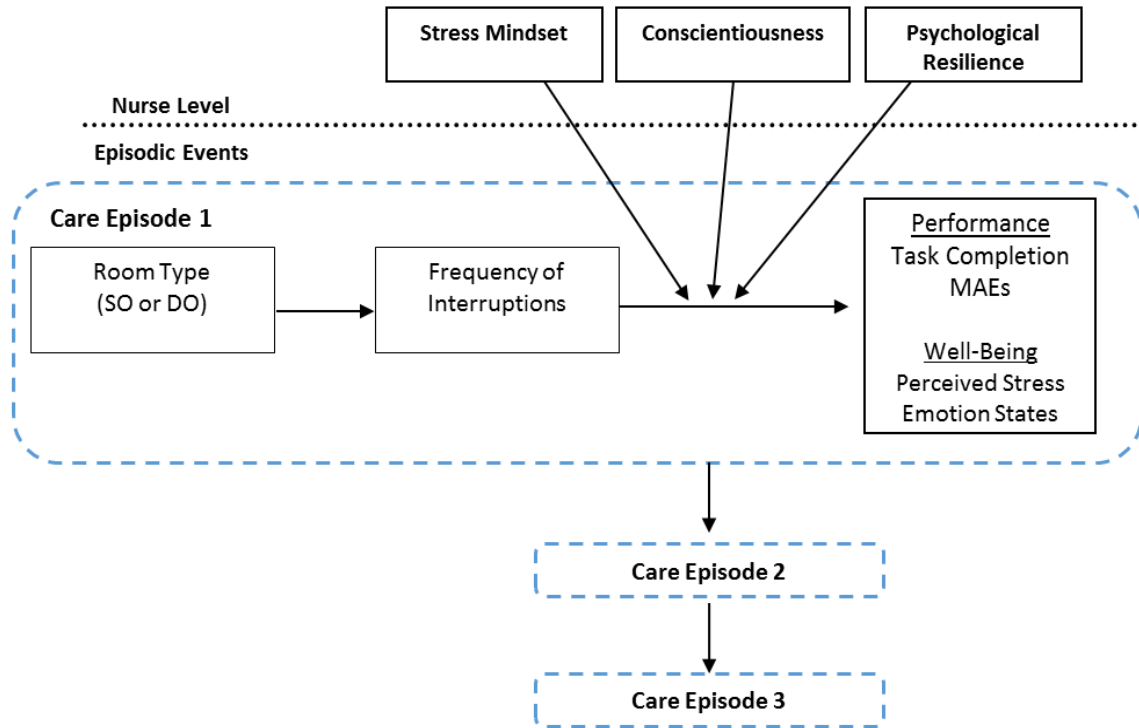 Stress Mindset
Conscientiousness
Psychological
Resilience
Nurse Level
Episodic Events
Care Episode 1
Room Type
(SO or DO)
Frequency of
Interruptions
Performance
Task Completion
MAEs
Well-Being
Perceived Stress
Emotion States
Care Episode 2
Care Episode 3